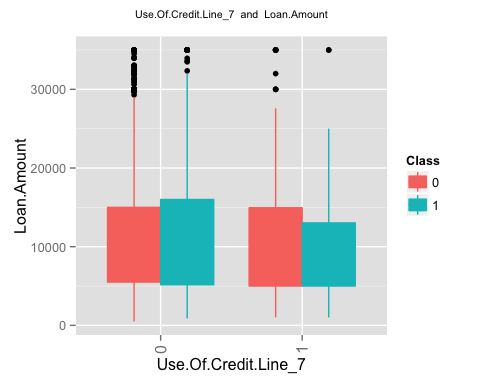 Use.Of.Credit.Line_7 and Loan.Amount
Loan.Amount
30000
20000
10000
0
0
1
Use.Of.Credit.Line_7
Class
0
1